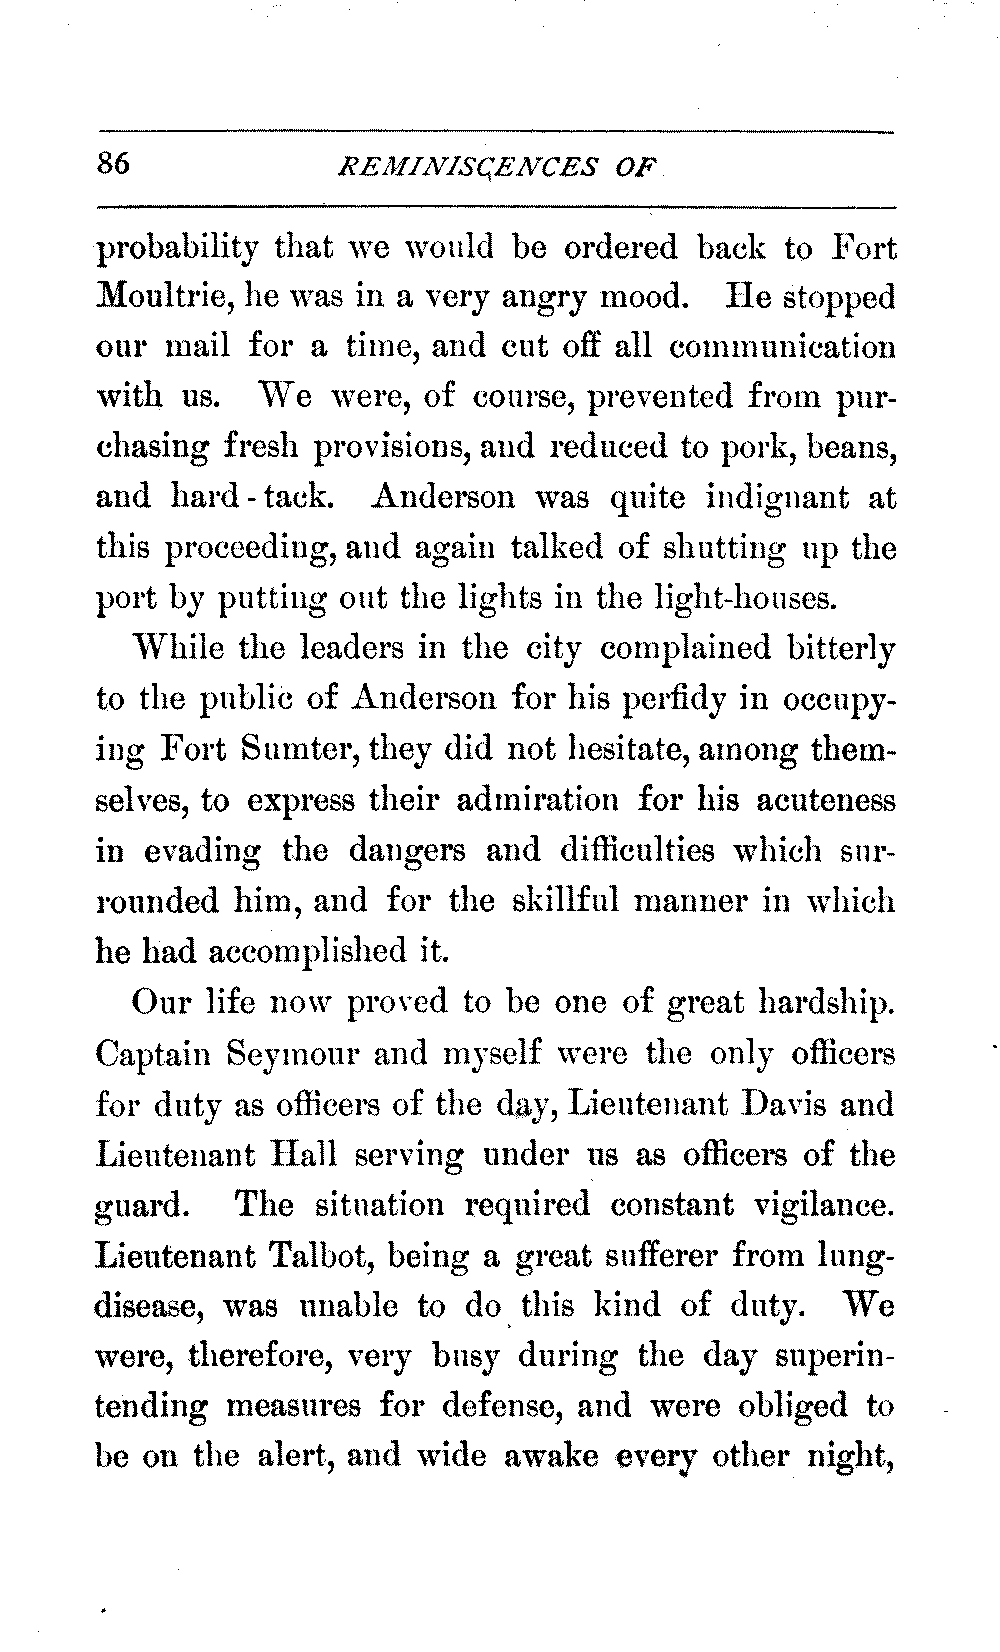 86 REMINISCENCES OF
probability that we would be ordered back to Fort
Moultrie, he was in a very angry mood. He stopped
our mail for a time, and cut off all communication
with us. We were, of course, prevented from pur-
chasing fresh provisions, and reduced to pork, beans,
and hard-tack. Anderson was quite indignant at
this proceeding, and again talked of shutting up the
port by putting out the lights in the light-houses.
While the leaders in the city complained bitterly
to the public of Anderson for his perfidy in occupy-
ing Fort Sumter, they did not hesitate, among them-
selves, to express their admiration for his acuteness
in evading the dangers and difficulties which sur-
rounded him, and for the skillful manner in which
he had accomplished it.
Our life now proved to be one of great hardship.
Captain Seymour and myself were the only officers
for duty as officers of the day, Lieutenant Davis and
Lieutenant Hall serving under us as officers of the
guard. The situation required constant vigilance.
Lieutenant Talbot, being a great sufferer from lung-
disease, was unable to do this kind of duty. We
were, therefore, very busy during the day superin-
tending measures for defense, and were obliged to
be on the alert, and wide awake every other night,